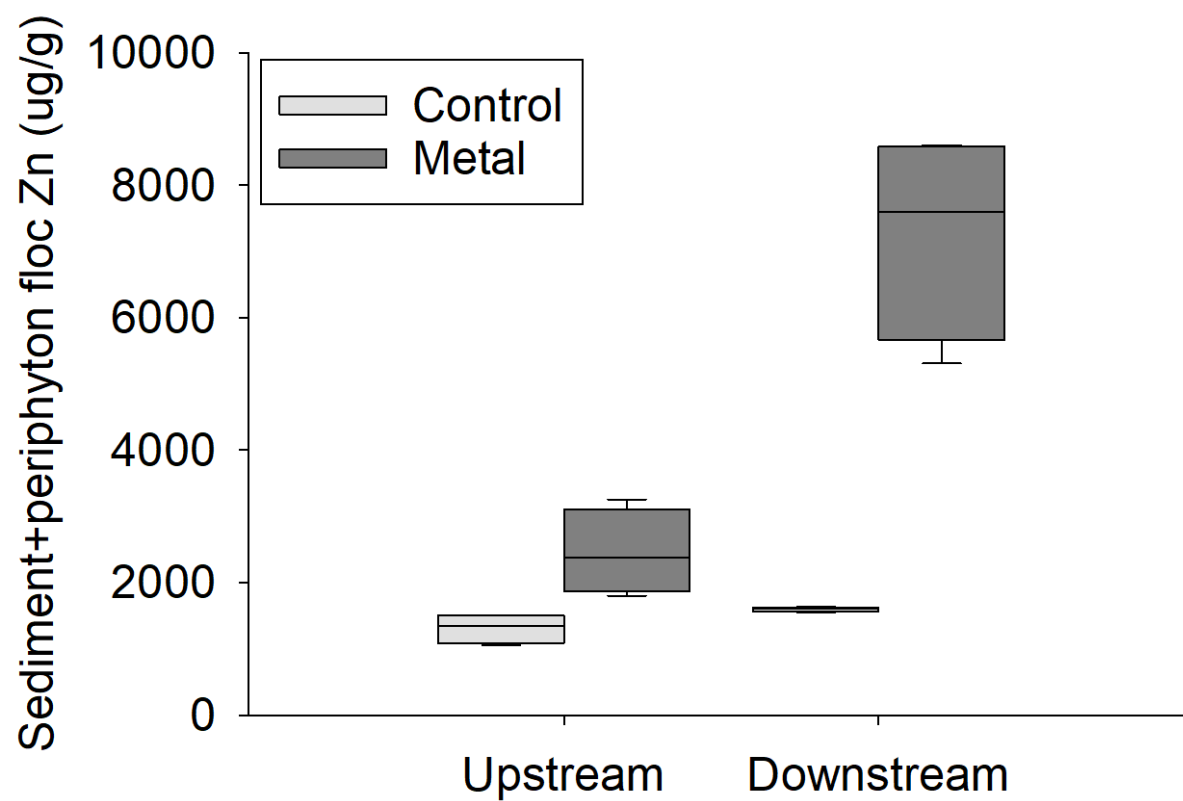 Sediment+periphyton floc Zn (ug/g)
10000
8000
6000
4000
2000
0
Control
Metal
Upstream Downstream